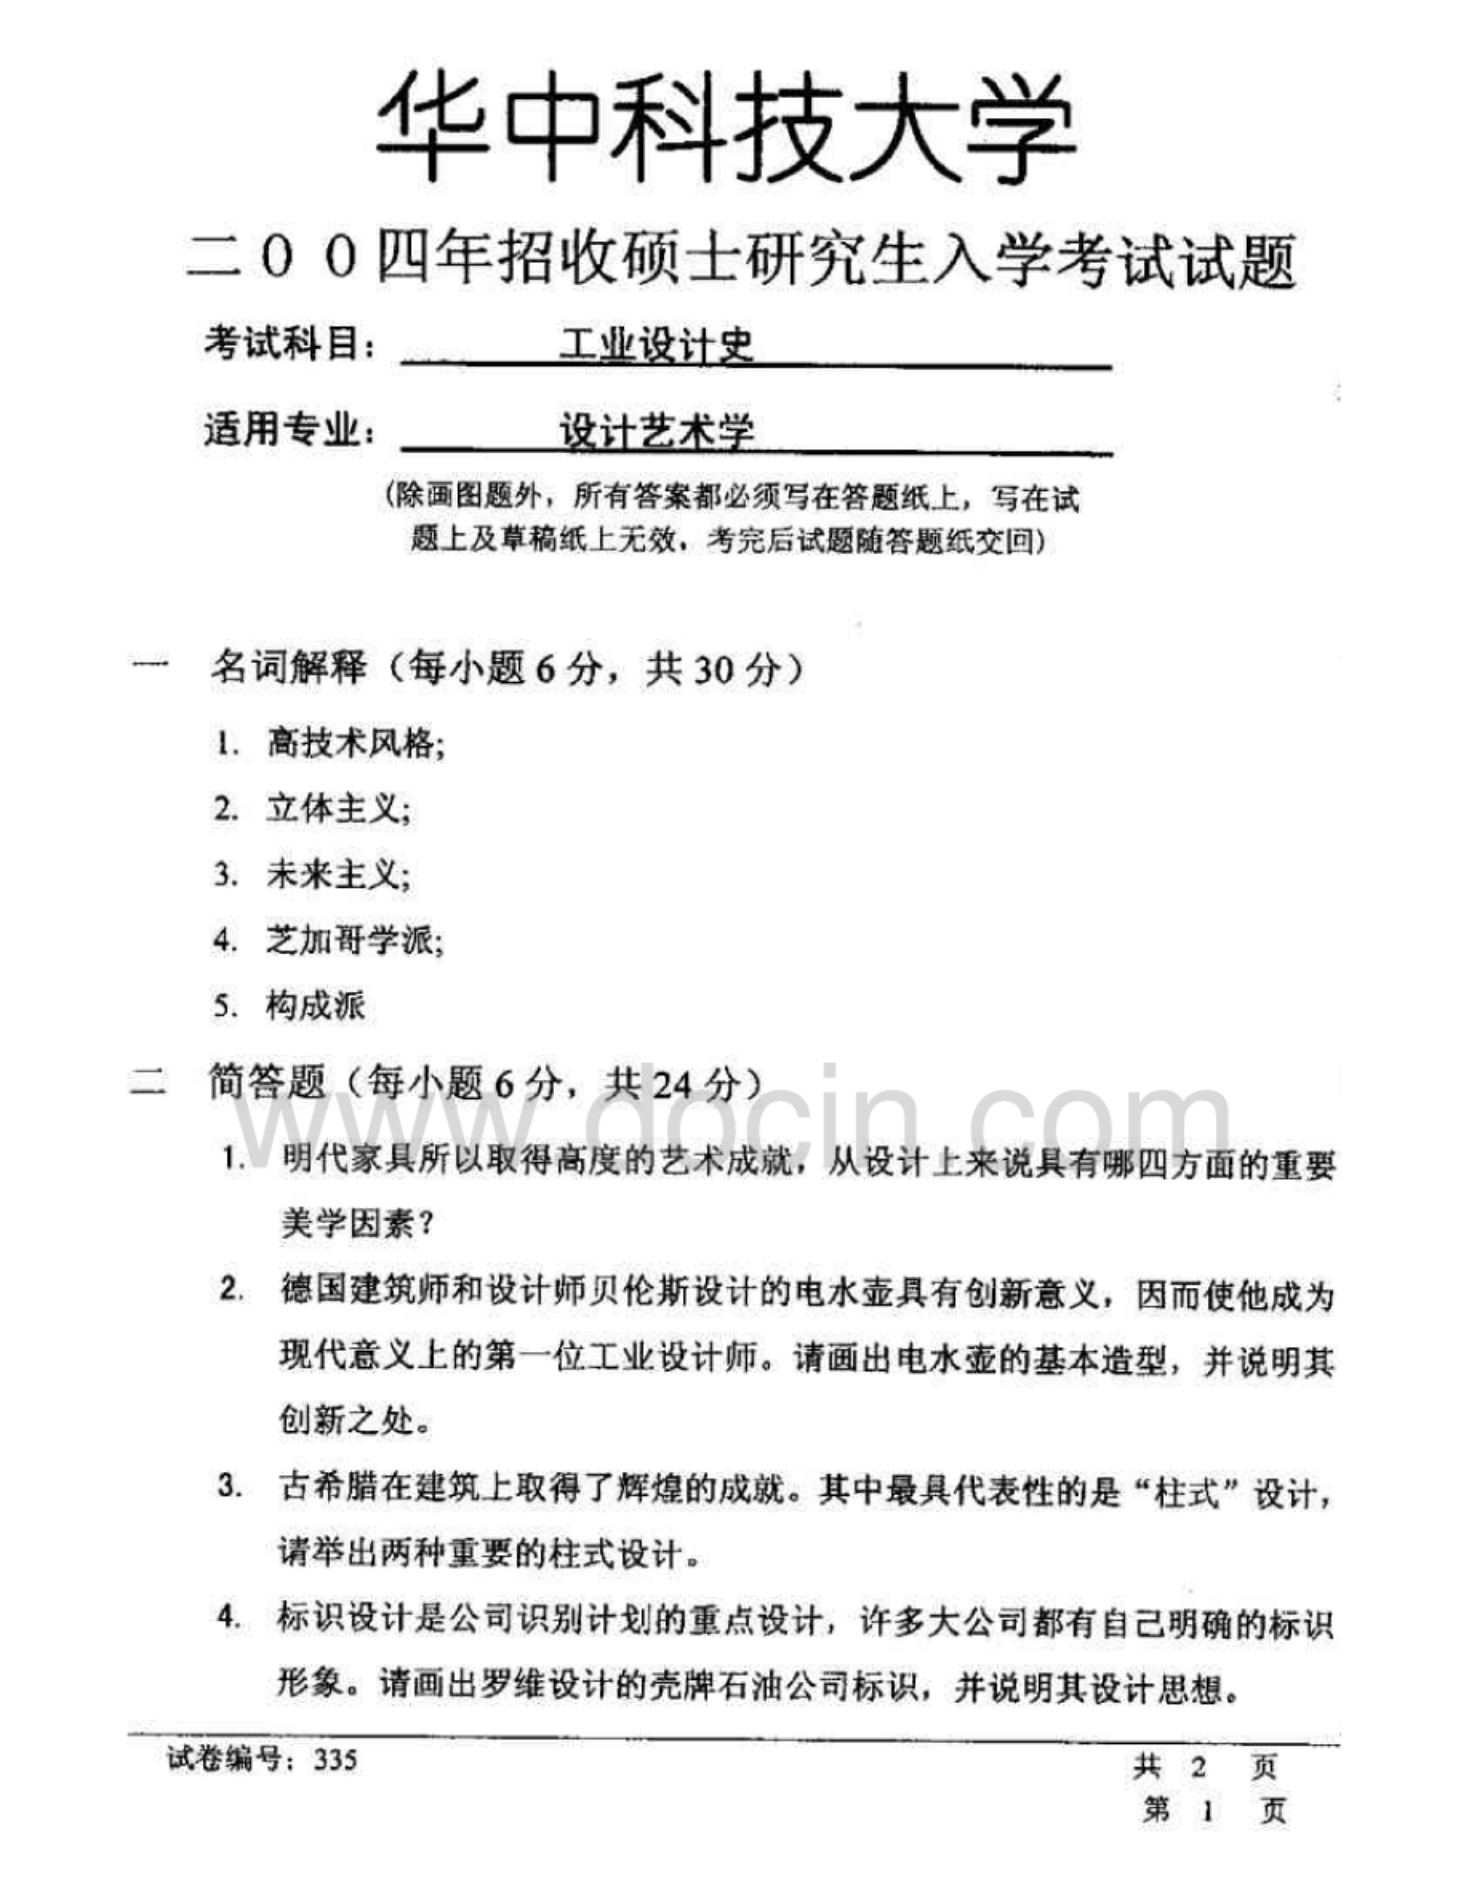 华中科技大学
二００四年招收硕士研究生入学考试试题
考试科目： 工业设计史
适用专业： 设计艺术学
(除画图题外，所有答案都必须写在答题纸上，写在试
题上及草稿纸上无效，考完后试题随答题纸交回)
一 名词解释（每小题 6 分，共 30 分）
1. 高技术风格;
2. 立体主义;
3. 未来主义;
4. 芝加哥学派;
5. 构成派
二 简答题（每小题 6 分，共 24 分）
www.docin.com
1. 明代家具所以取得高度的艺术成就，从设计上来说具有哪四方面的重要
美学因素？
2. 德国建筑师和设计师贝伦斯设计的电水壶具有创新意义，因而使他成为
现代意义上的第一位工业设计师。请画出电水壶的基本造型，并说明其
创新之处。
3. 古希腊在建筑上取得了辉煌的成就。其中最具代表性的是“柱式”设计，
请举出两种重要的柱式设计。
4. 标识设计是公司识别计划的重点设计，许多大公司都有自己明确的标识
形象。请画出罗维设计的壳牌石油公司标识，并说明其设计思想。
试卷编号：335
共 2 页
第 1 页